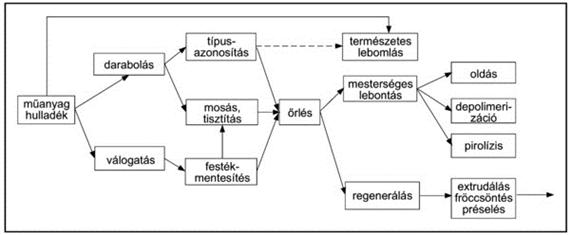 műanyag
hulladék
darabolás
válogatás
típus-
azonosítás
mosás,
tisztítás
festék-
mentesítés
őrlés
természetes
lebomlás
mesterséges
lebontás
regenerálás
oldás
depolimeri-
záció
pirolízis
extrudálás
fröccsöntés
préselés